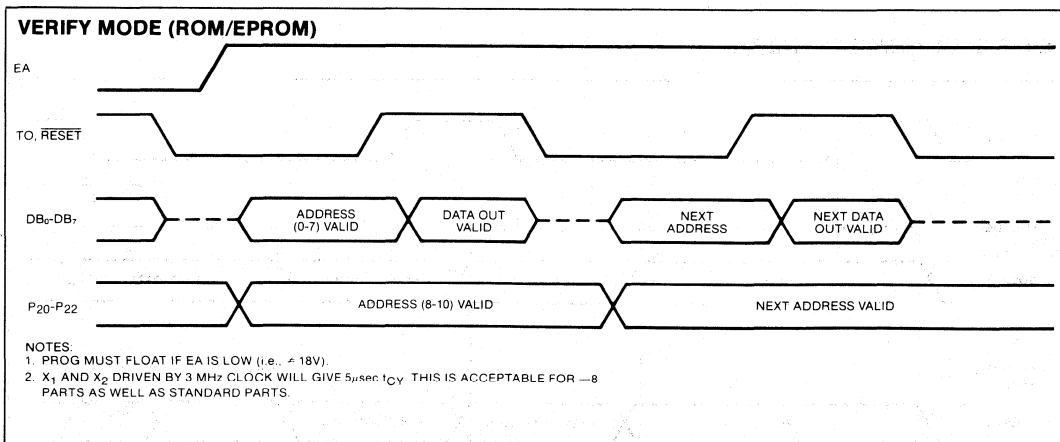 VERIFY MODE (ROM/EPROM)
EA
TO, RESET
DB0-DB7
ADDRESS
(0-7) VALID
DATA OUT
VALID
NEXT
ADDRESS
NEXT DATA
OUT VALID
P20-P22
ADDRESS (8-10) VALID
NEXT ADDRESS VALID
NOTES:
1. PROG MUST FLOAT IF EA IS LOW (i.e., ≠ 18V).
2. X1 AND X2 DRIVEN BY 3 MHz CLOCK WILL GIVE 5μsec tCY THIS IS ACCEPTABLE FOR —8
PARTS AS WELL AS STANDARD PARTS.